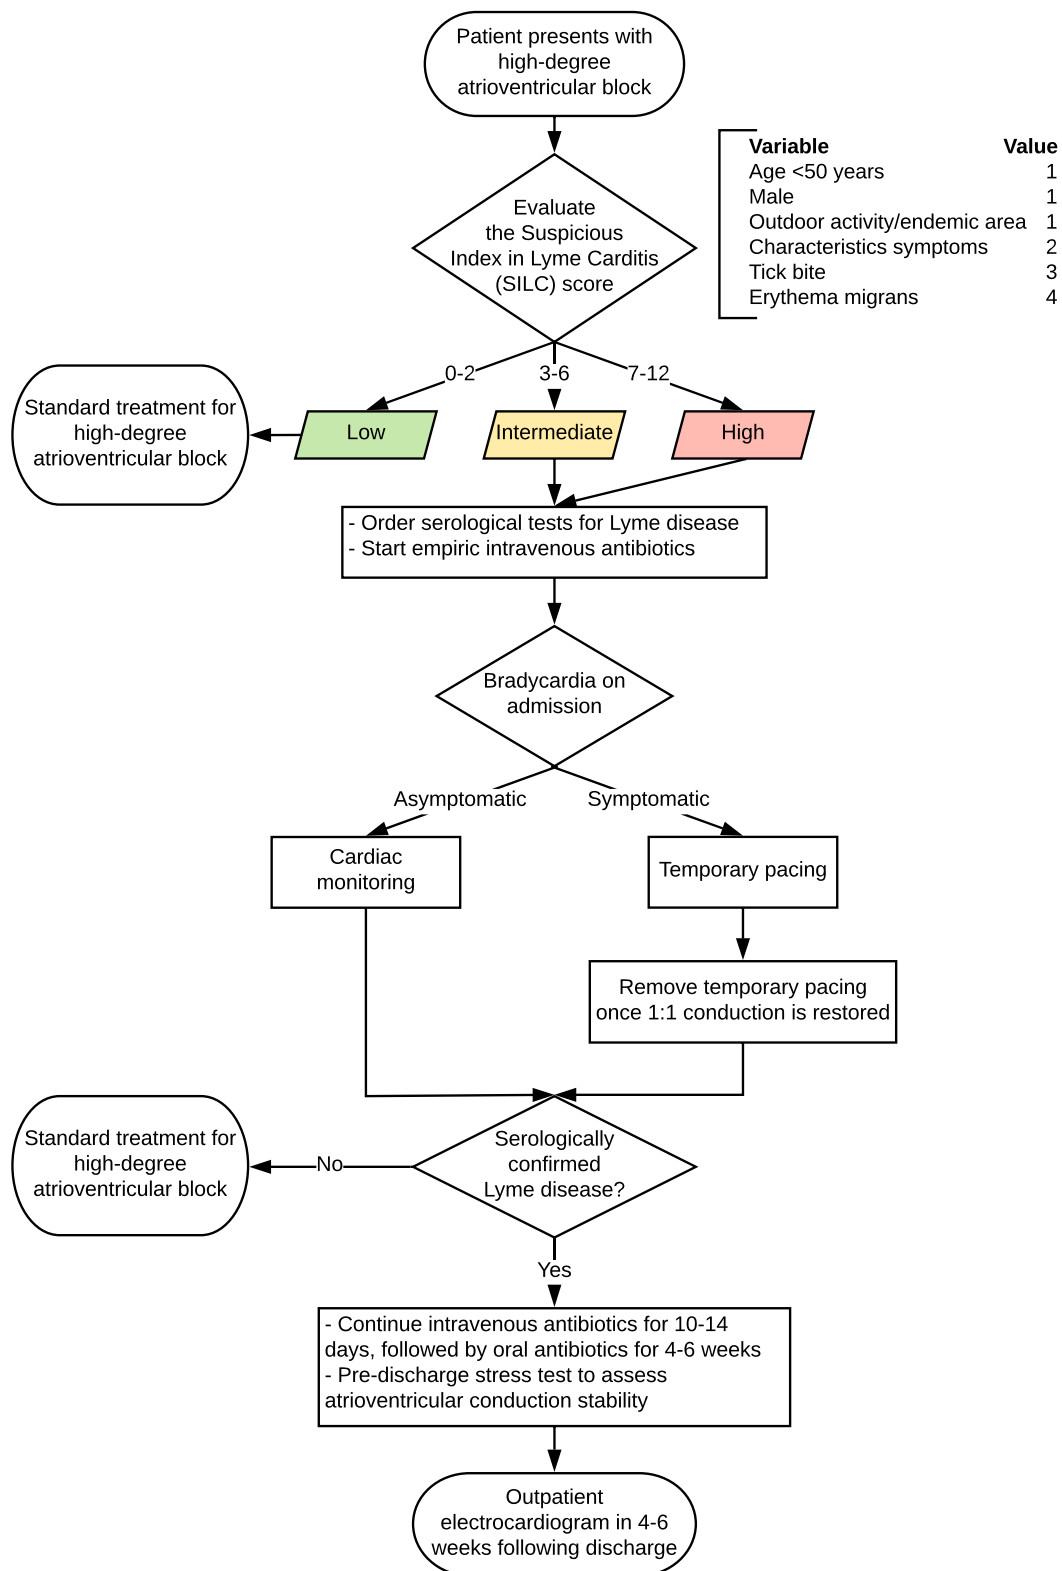 Patient presents with
high-degree
atrioventricular block
Variable Value
Age <50 years 1
Male 1
Outdoor activity/endemic area 1
Characteristics symptoms 2
Tick bite 3
Erythema migrans 4
Evaluate
the Suspicious
Index in Lyme Carditis
(SILC) score
0-2 3-6 7-12
Standard treatment for
high-degree
atrioventricular block
Low Intermediate High
- Order serological tests for Lyme disease
- Start empiric intravenous antibiotics
Bradycardia on
admission
Asymptomatic Symptomatic
Cardiac
monitoring
Temporary pacing
Remove temporary pacing
once 1:1 conduction is restored
Serologically
confirmed
Lyme disease?
No
Standard treatment for
high-degree
atrioventricular block
Yes
- Continue intravenous antibiotics for 10-14
days, followed by oral antibiotics for 4-6 weeks
- Pre-discharge stress test to assess
atrioventricular conduction stability
Outpatient
electrocardiogram in 4-6
weeks following discharge